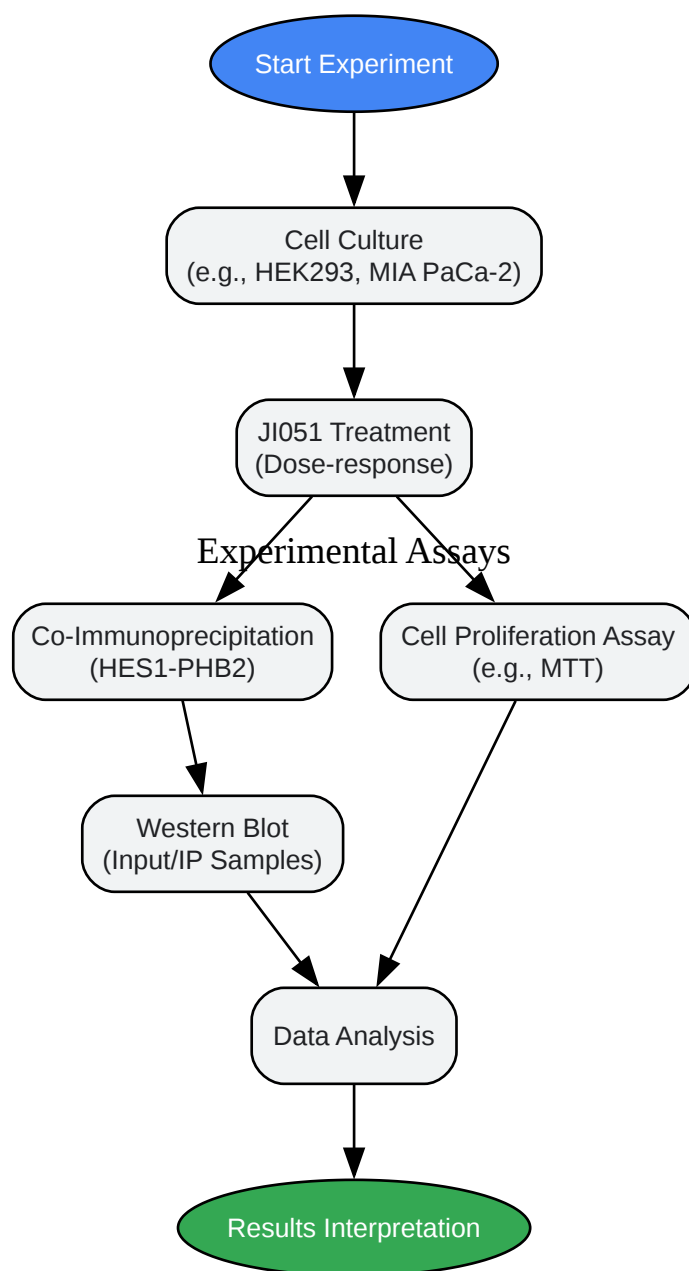 Start Experiment
Cell Culture
(e.g., HEK293, MIA PaCa-2)
JI051 Treatment
(Dose-response)
Experimental Assays
Co-Immunoprecipitation
(HES1-PHB2)
Cell Proliferation Assay
(e.g., MTT)
Western Blot
(Input/IP Samples)
Data Analysis
Results Interpretation